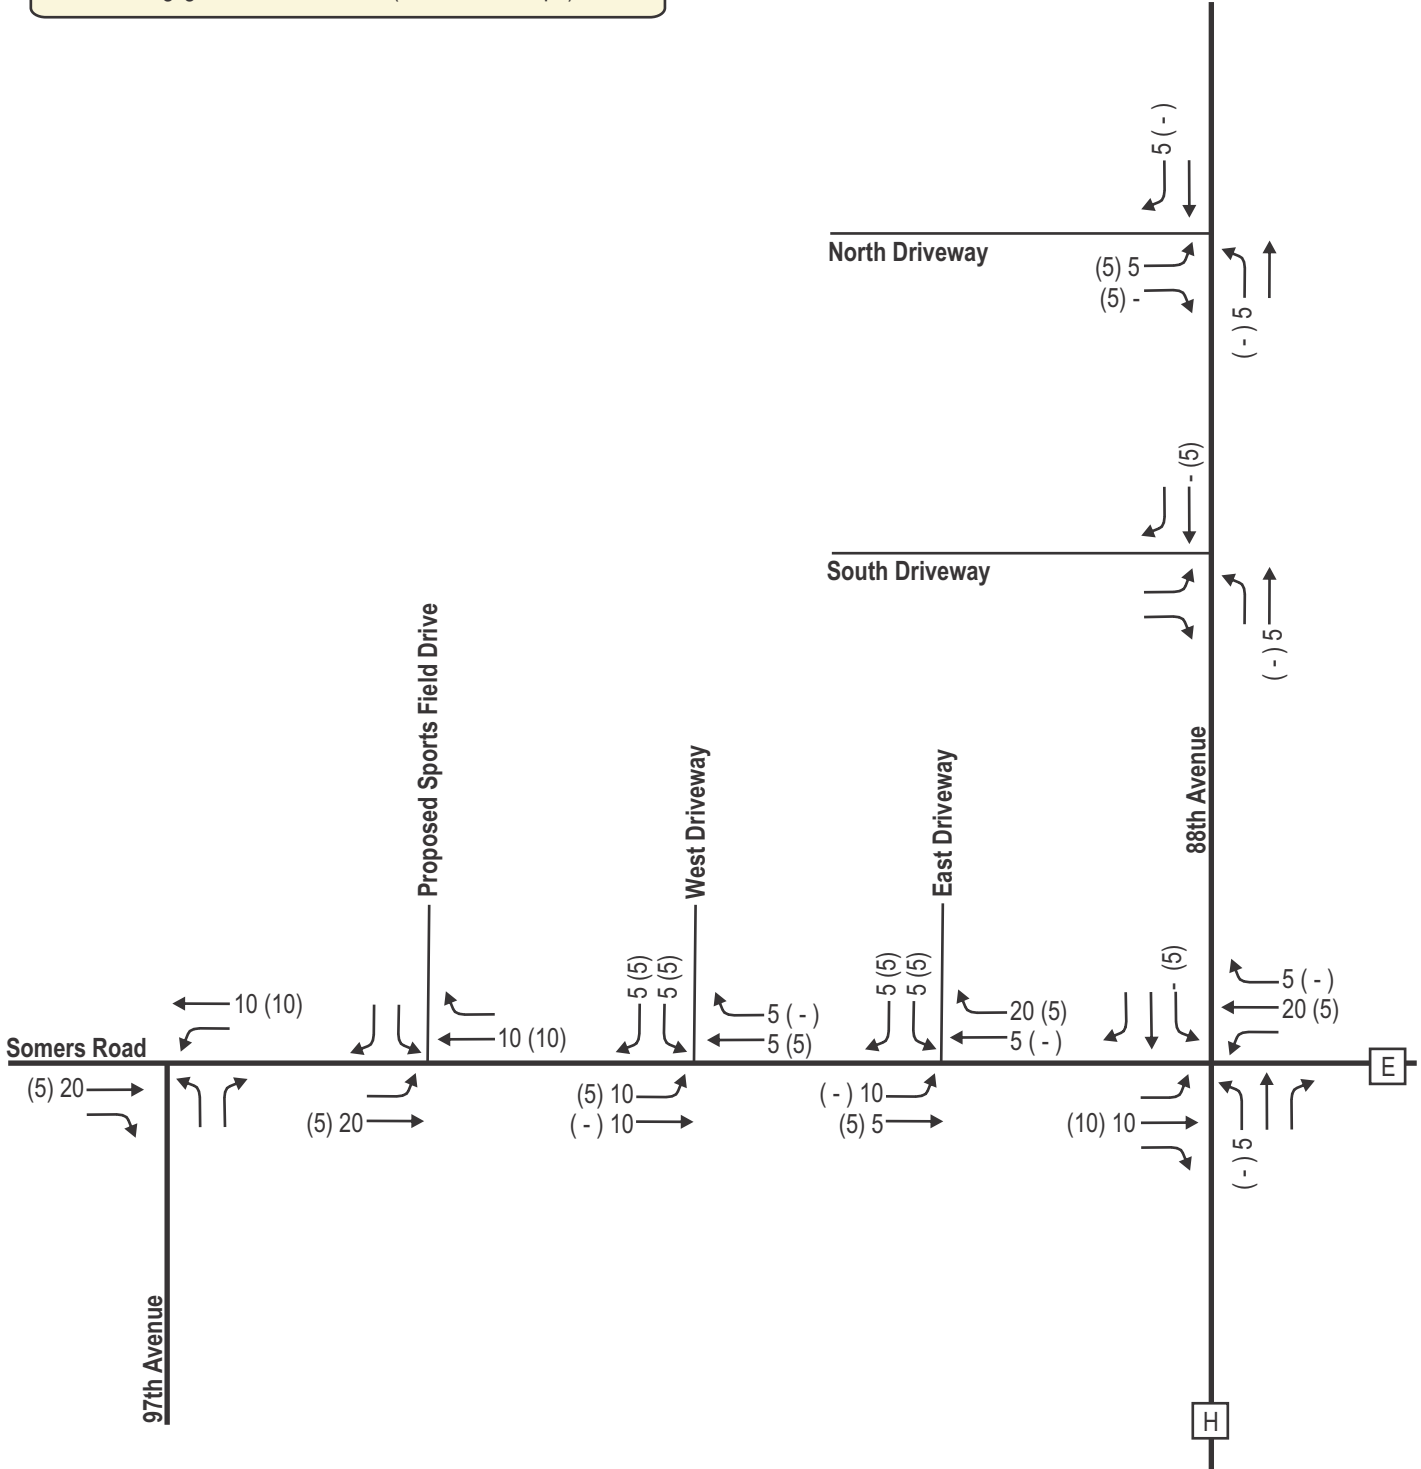 5 ( - )
North Driveway
(5) 5
(5) -
( - ) 5
- (5)
South Driveway
( - ) 5
Proposed Sports Field Drive
West Driveway
East Driveway
88th Avenue
5 (5)
5 (5)
5 (5)
5 (5)
- (5)
10 (10)
10 (10)
5 ( - )
5 (5)
20 (5)
5 ( - )
5 ( - )
20 (5)
Somers Road
E
(5) 20
(5) 20
(5) 10
( - ) 10
( - ) 10
(5) 5
(10) 10
( - ) 5
97th Avenue
H